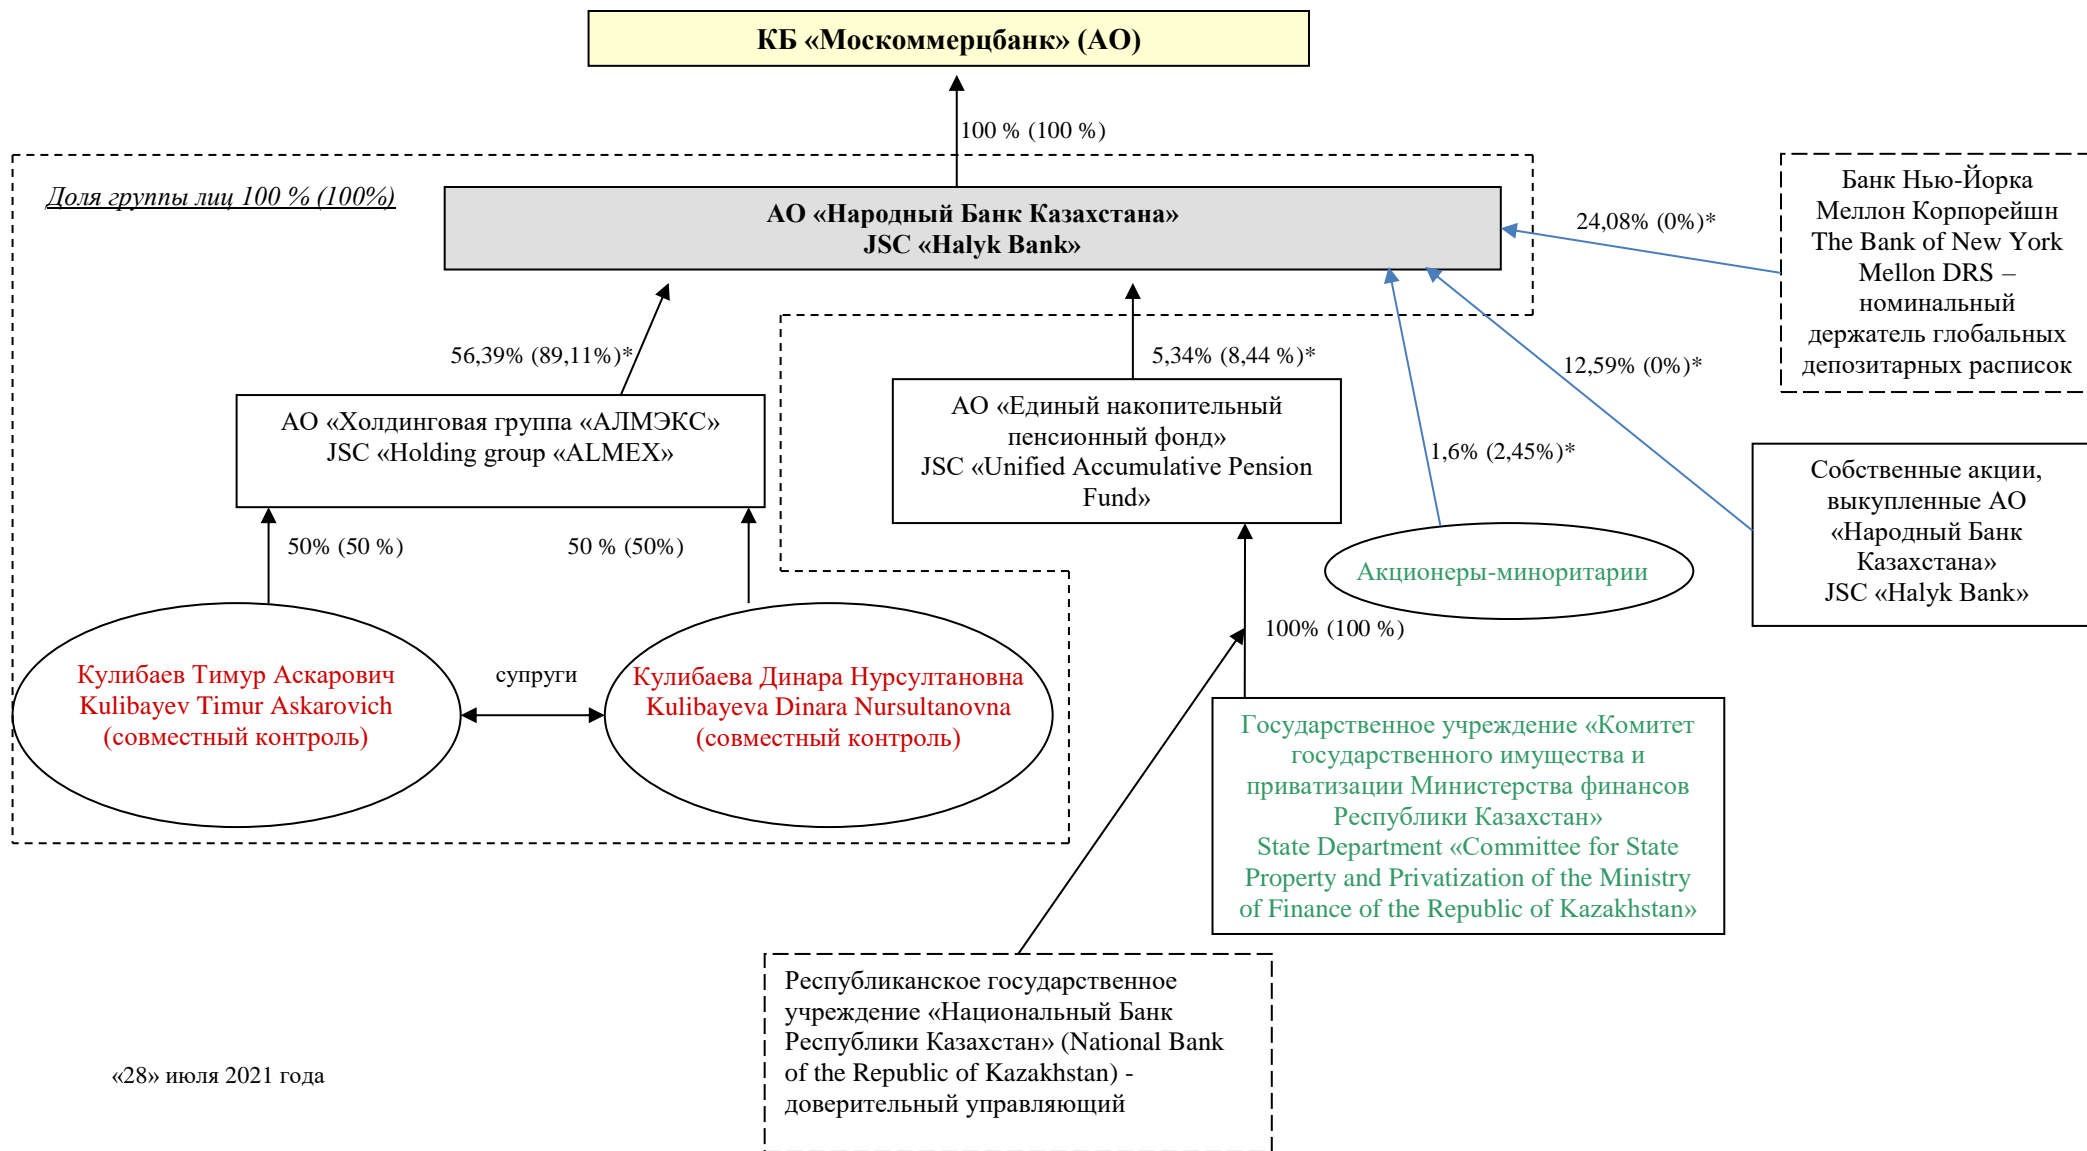 КБ «Москоммерцбанк» (АО)
100 % (100 %)
Доля группы лиц 100 % (100%)
АО «Народный Банк Казахстана»
JSC «Halyk Bank»
24,08% (0%)*
Банк Нью-Йорка
Меллон Корпорейшн
The Bank of New York
Mellon DRS –
номинальный
держатель глобальных
депозитарных расписок
56,39% (89,11%)*
5,34% (8,44 %)*
12,59% (0%)*
1,6% (2,45%)*
АО «Холдинговая группа «АЛМЭКС»
JSC «Holding group «ALMEX»
АО «Единый накопительный
пенсионный фонд»
JSC «Unified Accumulative Pension
Fund»
Собственные акции,
выкупленные АО
«Народный Банк
Казахстана»
JSC «Halyk Bank»
50% (50 %)
50 % (50%)
Акционеры-миноритарии
100% (100 %)
Кулибаев Тимур Аскарович
Kulibayev Timur Askarovich
(совместный контроль)
супруги
Кулибаева Динара Нурсултановна
Kulibayeva Dinara Nursultanovna
(совместный контроль)
Государственное учреждение «Комитет
государственного имущества и
приватизации Министерства финансов
Республики Казахстан»
State Department «Committee for State
Property and Privatization of the Ministry
of Finance of the Republic of Kazakhstan»
Республиканское государственное
учреждение «Национальный Банк
Республики Казахстан» (National Bank
of the Republic of Kazakhstan) -
доверительный управляющий
«28» июля 2021 года